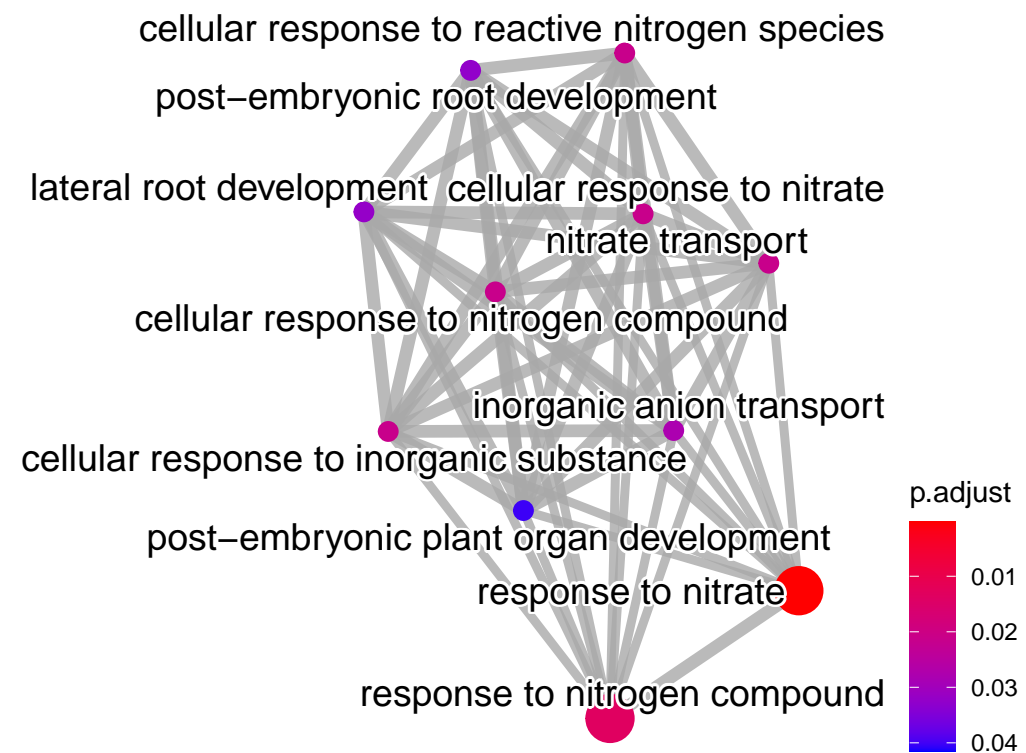 cellular response to reactive nitrogen species
post−embryonic root development
lateral root development
cellular response to nitrate
nitrate transport
cellular response to nitrogen compound
inorganic anion transport
cellular response to inorganic substance
post−embryonic plant organ development
response to nitrate
response to nitrogen compound
p.adjust
0.01
0.02
0.03
0.04